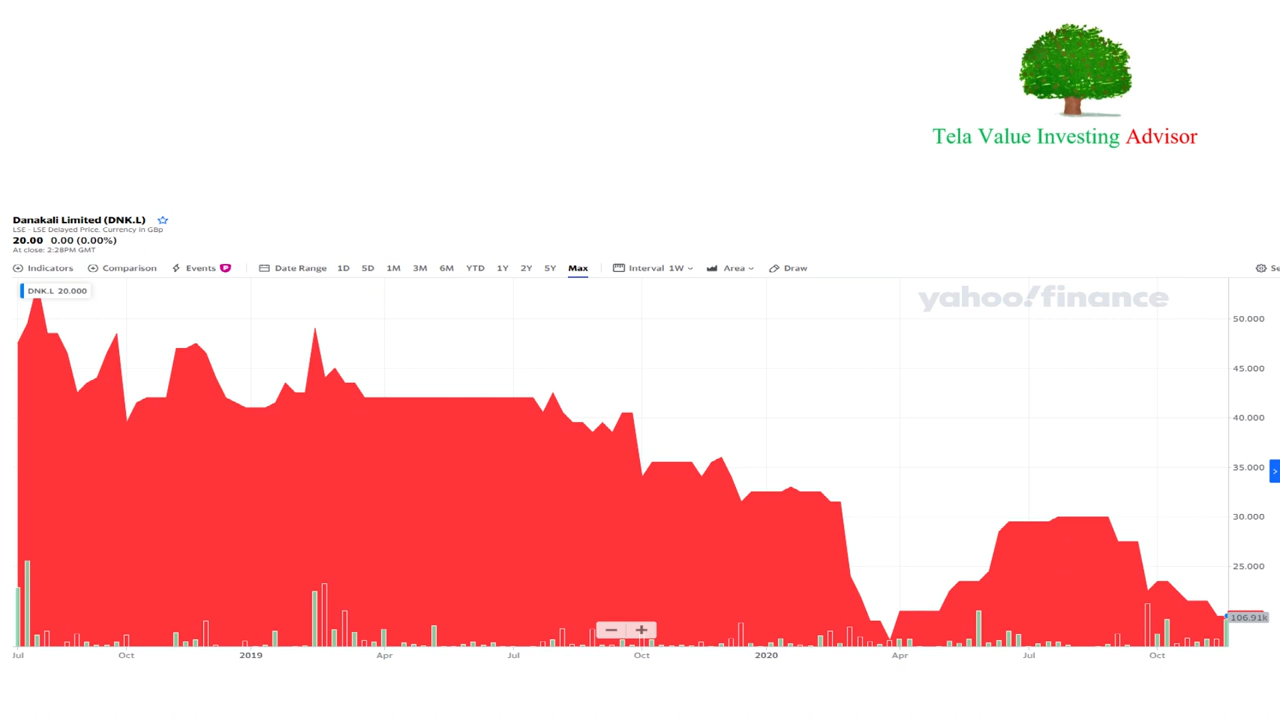 Tela Value Investing Advisor
Danakali Limited (DNK.L)
LSE - LSE Delayed Price. Currency in GBp
20.00 0.00 (0.00%)
At close: 2:28PM GMT
Indicators Comparison Events Date Range 1D 5D 1M 3M 6M YTD 1Y 2Y 5Y Max Interval 1W Area Draw Se
DNK.L 20.000
yahoo!finance
50.000
45.000
40.000
35.000
30.000
25.000
106.91k
Jul Oct 2019 Apr Jul Oct 2020 Apr Jul Oct